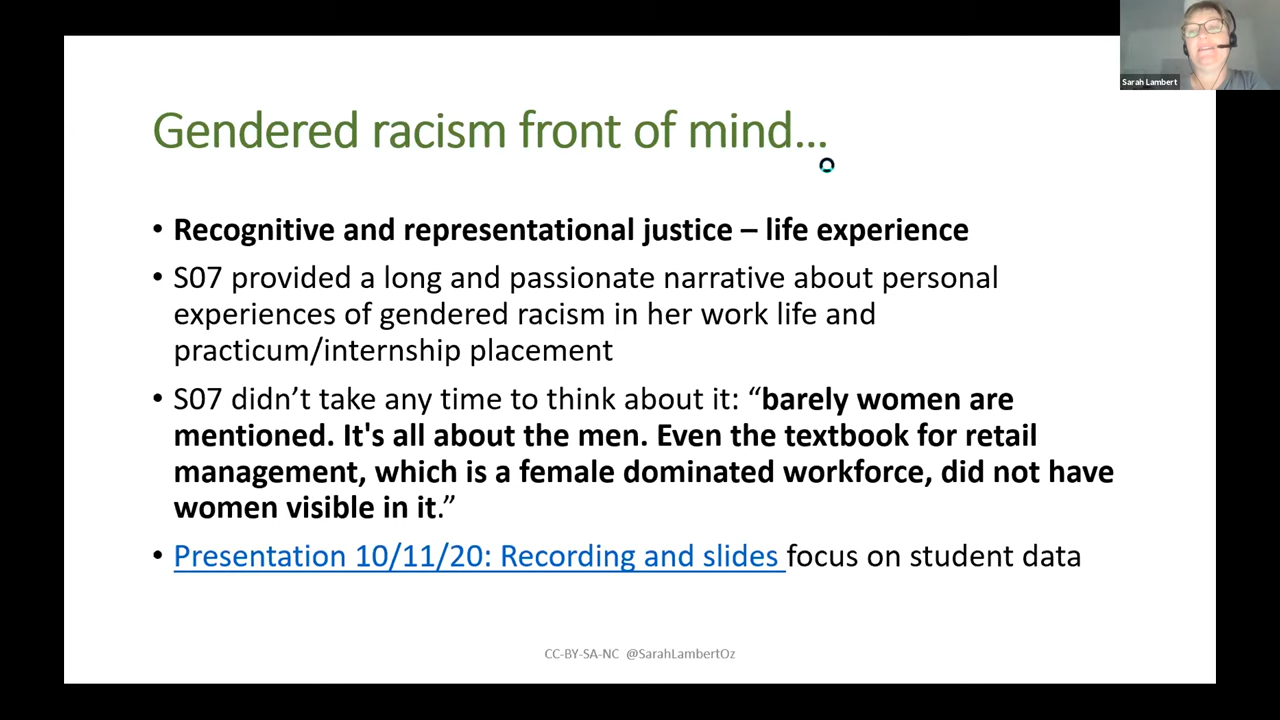 Sarah Lambert
Gendered racism front of mind…
• Recognitive and representational justice – life experience
• S07 provided a long and passionate narrative about personal
experiences of gendered racism in her work life and
practicum/internship placement
• S07 didn’t take any time to think about it: “barely women are
mentioned. It's all about the men. Even the textbook for retail
management, which is a female dominated workforce, did not have
women visible in it.”
• Presentation 10/11/20: Recording and slides focus on student data
CC-BY-SA-NC @SarahLambertOz